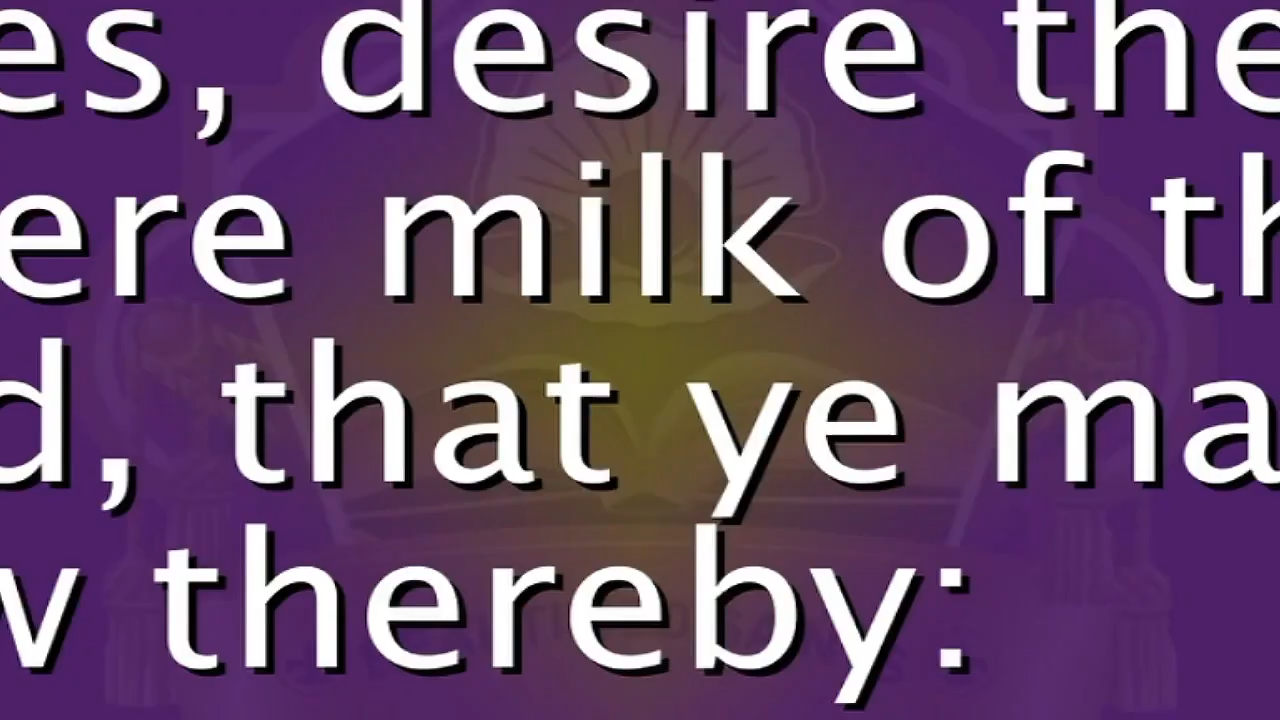 es, desire the
ere milk of th
d, that ye ma
w thereby: